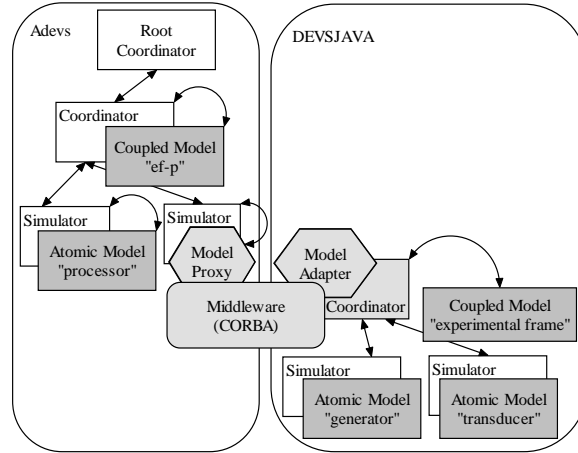 Adevs
Root
Coordinator
Coordinator
Coupled Model
"ef-p"
Simulator
Atomic Model
"processor"
Simulator
Model
Proxy
Middleware
(CORBA)
DEVSJAVA
Model
Adapter
Coordinator
Coupled Model
"experimental frame"
Simulator
Atomic Model
"generator"
Simulator
Atomic Model
"transducer"